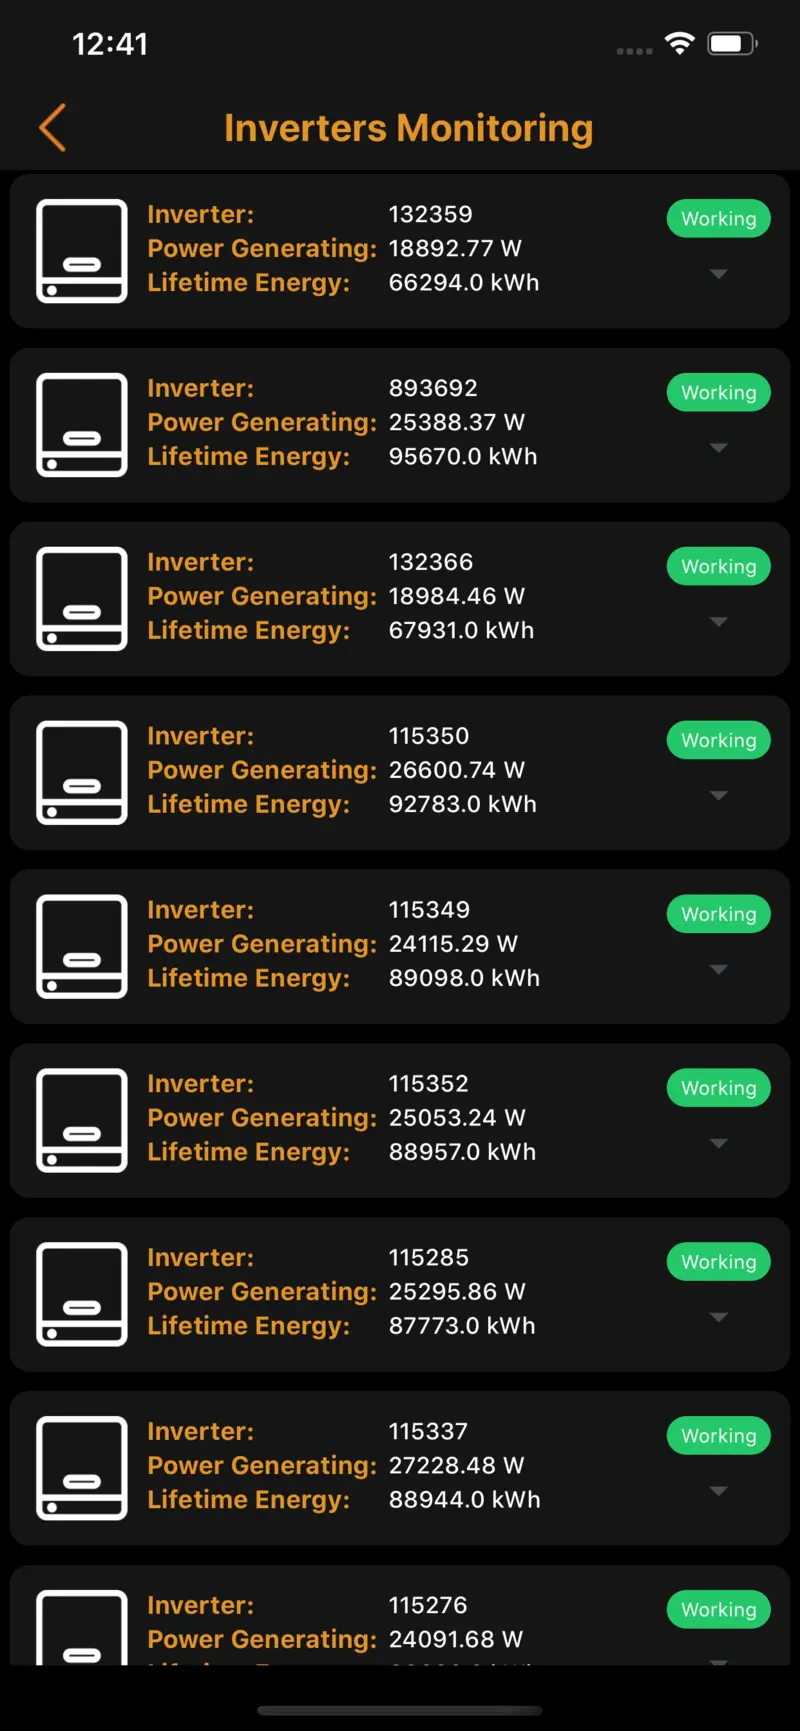 12:41
Inverters Monitoring
Inverter: 132359 Working
Power Generating: 18892.77 W
Lifetime Energy: 66294.0 kWh
Inverter: 893692 Working
Power Generating: 25388.37 W
Lifetime Energy: 95670.0 kWh
Inverter: 132366 Working
Power Generating: 18984.46 W
Lifetime Energy: 67931.0 kWh
Inverter: 115350 Working
Power Generating: 26600.74 W
Lifetime Energy: 92783.0 kWh
Inverter: 115349 Working
Power Generating: 24115.29 W
Lifetime Energy: 89098.0 kWh
Inverter: 115352 Working
Power Generating: 25053.24 W
Lifetime Energy: 88957.0 kWh
Inverter: 115285 Working
Power Generating: 25295.86 W
Lifetime Energy: 87773.0 kWh
Inverter: 115337 Working
Power Generating: 27228.48 W
Lifetime Energy: 88944.0 kWh
Inverter: 115276 Working
Power Generating: 24091.68 W